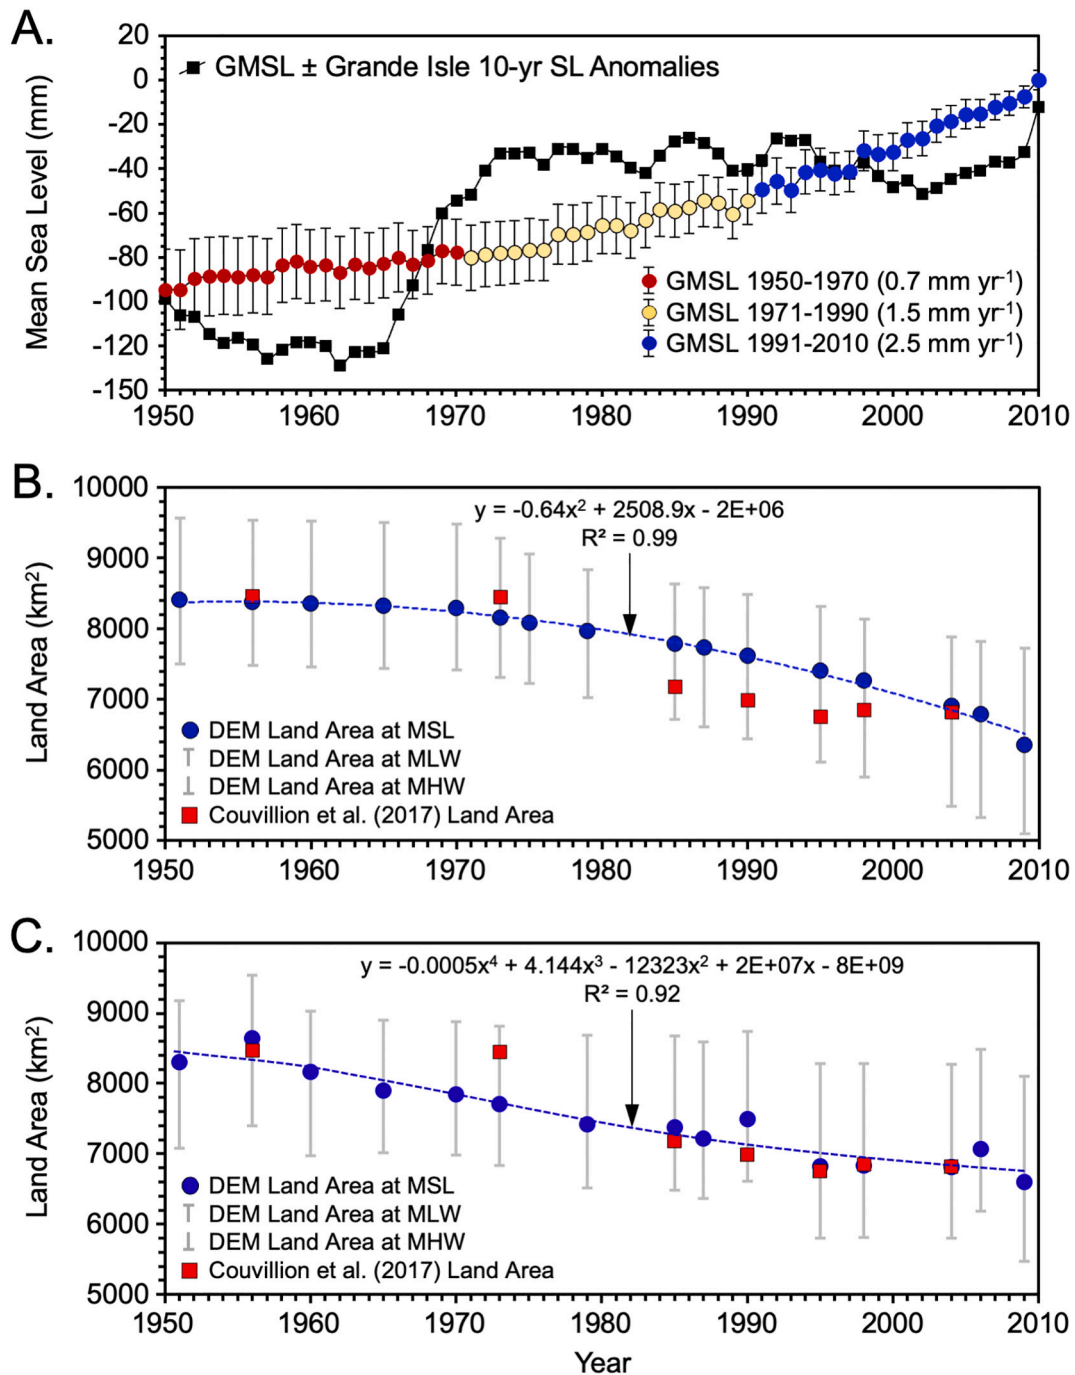 A.
Mean Sea Level (mm)
20
0
-20
-40
-60
-80
-100
-120
-150
GMSL ± Grande Isle 10-yr SL Anomalies
GMSL 1950-1970 (0.7 mm yr⁻¹)
GMSL 1971-1990 (1.5 mm yr⁻¹)
GMSL 1991-2010 (2.5 mm yr⁻¹)
1950 1960 1970 1980 1990 2000 2010
B.
Land Area (km²)
10000
9000
8000
7000
6000
5000
y = -0.64x² + 2508.9x - 2E+06
R² = 0.99
DEM Land Area at MSL
DEM Land Area at MLW
DEM Land Area at MHW
Couvillion et al. (2017) Land Area
1950 1960 1970 1980 1990 2000 2010
C.
Land Area (km²)
10000
9000
8000
7000
6000
5000
y = -0.0005x⁴ + 4.144x³ - 12323x² + 2E+07x - 8E+09
R² = 0.92
DEM Land Area at MSL
DEM Land Area at MLW
DEM Land Area at MHW
Couvillion et al. (2017) Land Area
1950 1960 1970 1980 1990 2000 2010
Year